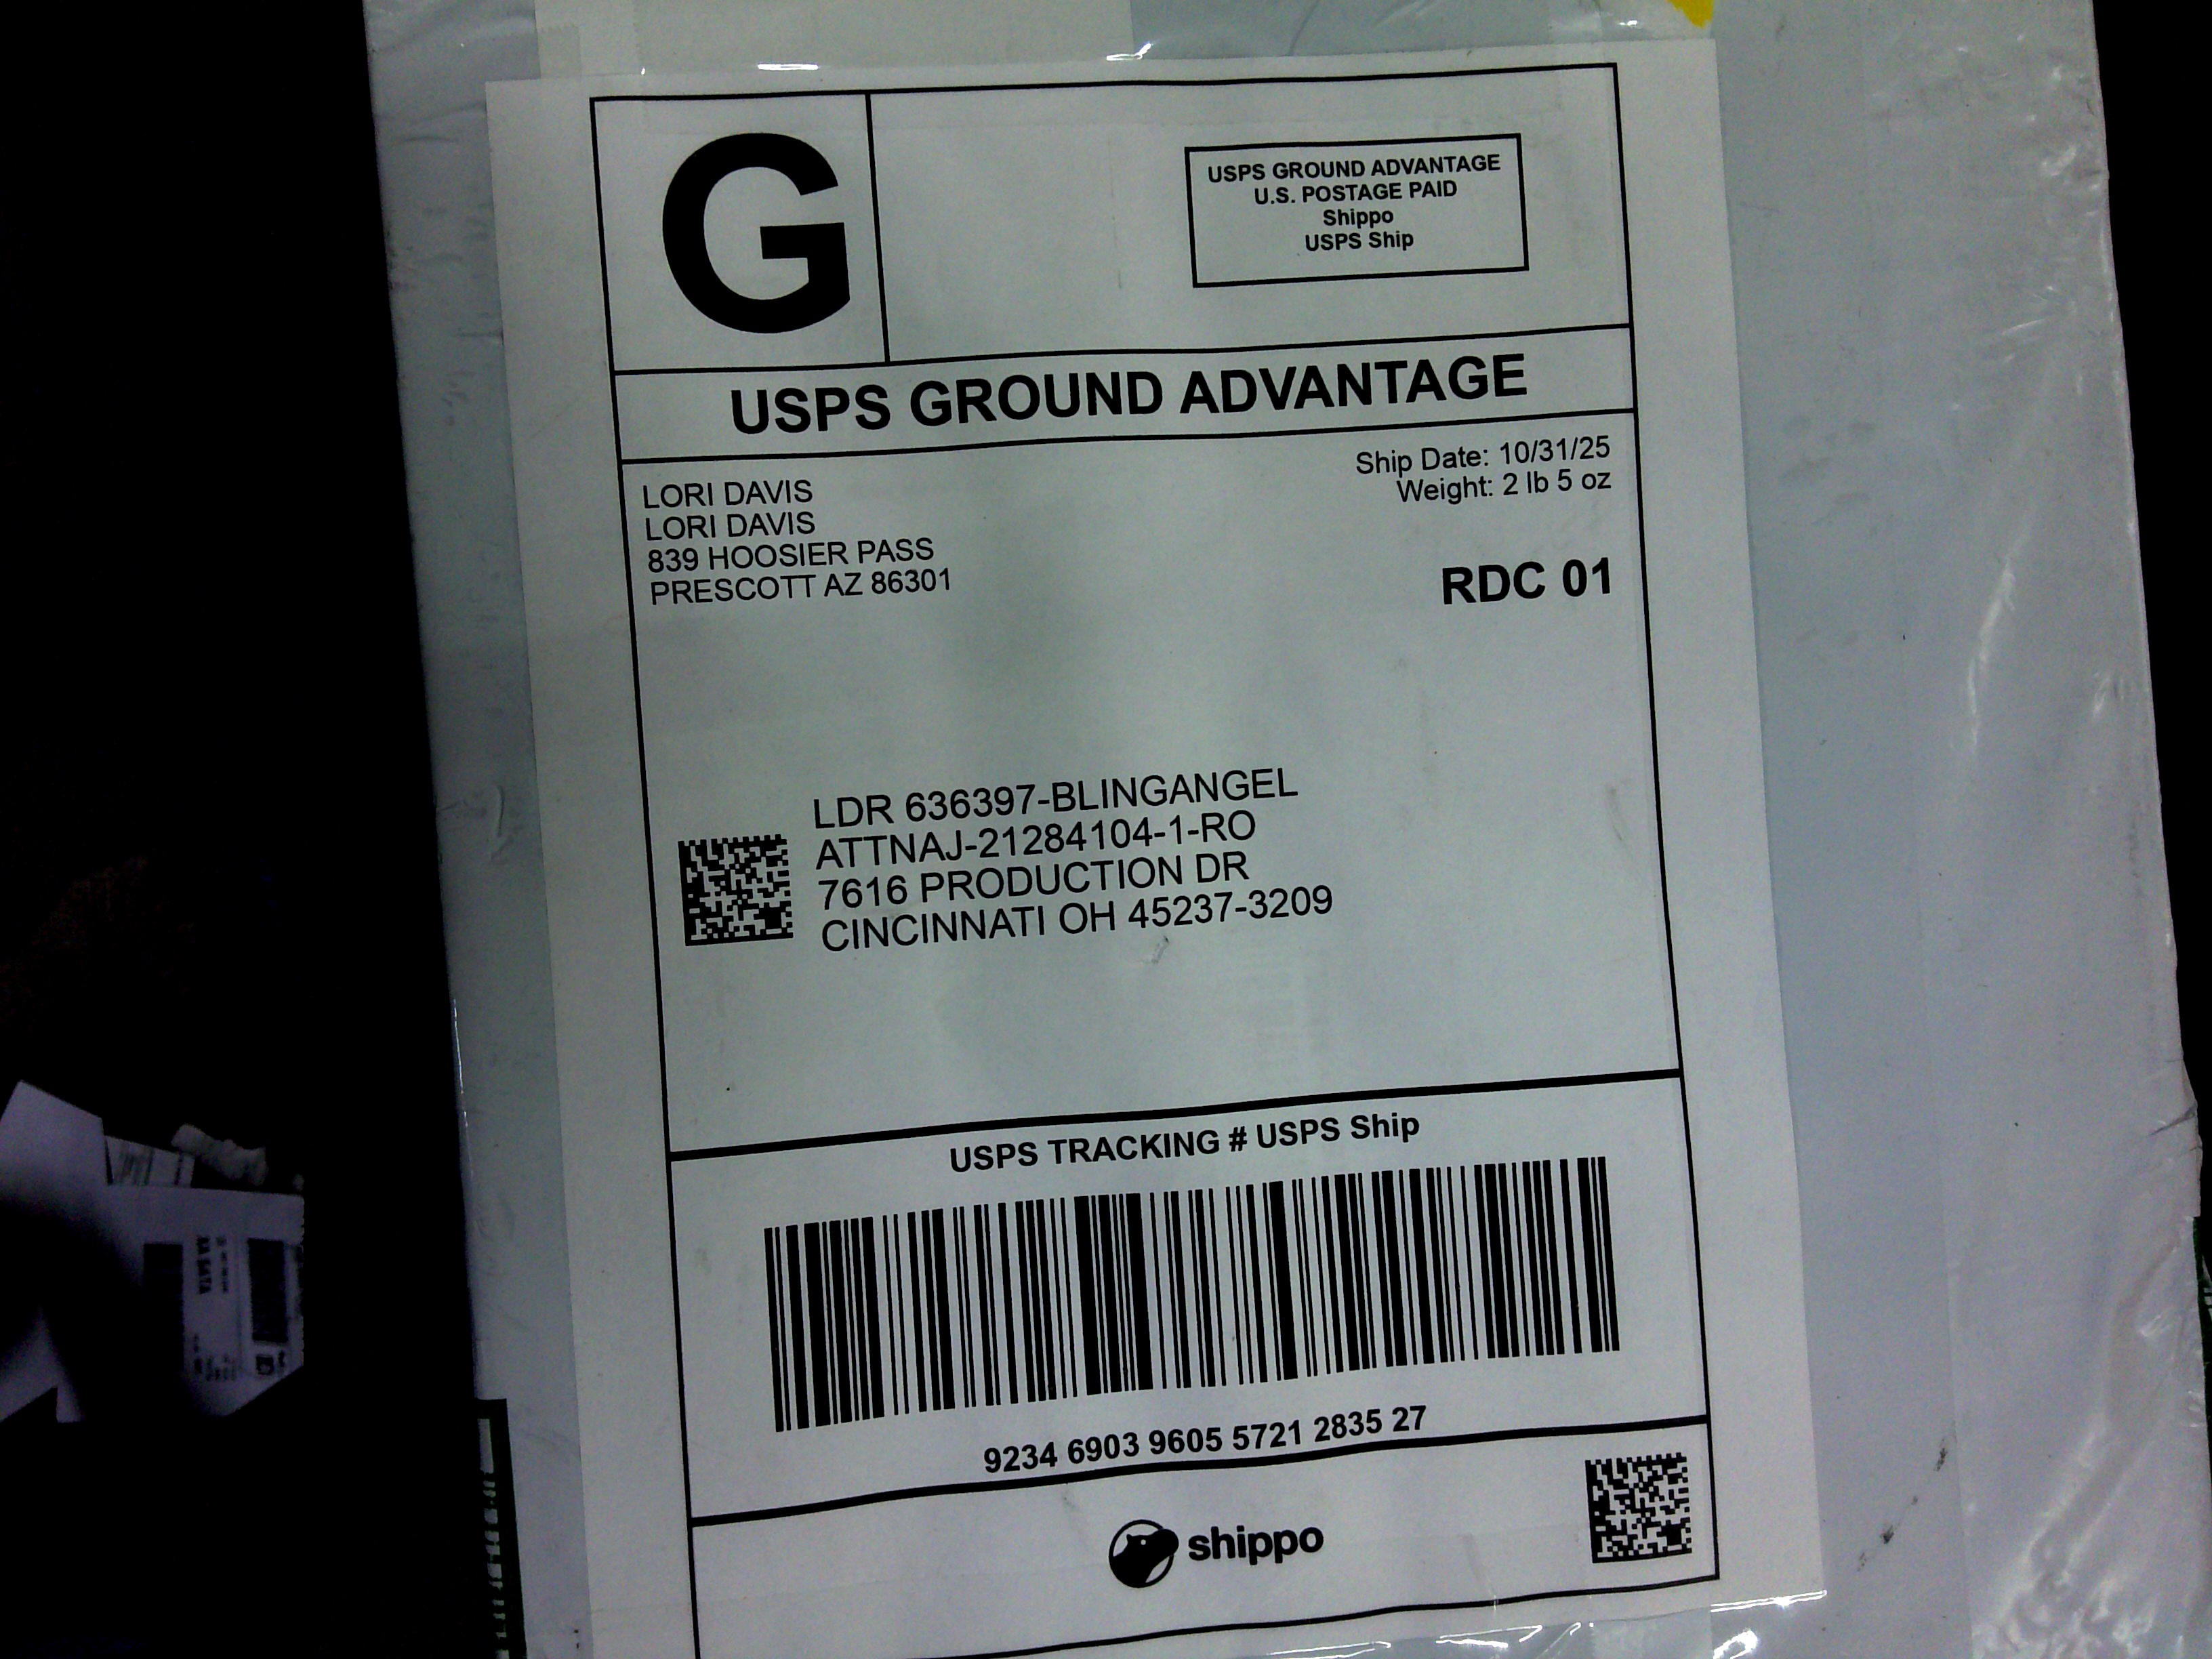 G
USPS GROUND ADVANTAGE
U.S. POSTAGE PAID
Shippo
USPS Ship
USPS GROUND ADVANTAGE
Ship Date: 10/31/25
Weight: 2 lb 5 oz
LORI DAVIS
LORI DAVIS
839 HOOSIER PASS
PRESCOTT AZ 86301
RDC 01
LDR 636397-BLINGANGEL
ATTNAJ-21284104-1-RO
7616 PRODUCTION DR
CINCINNATI OH 45237-3209
USPS TRACKING # USPS Ship
9234 6903 9605 5721 2835 27
shippo